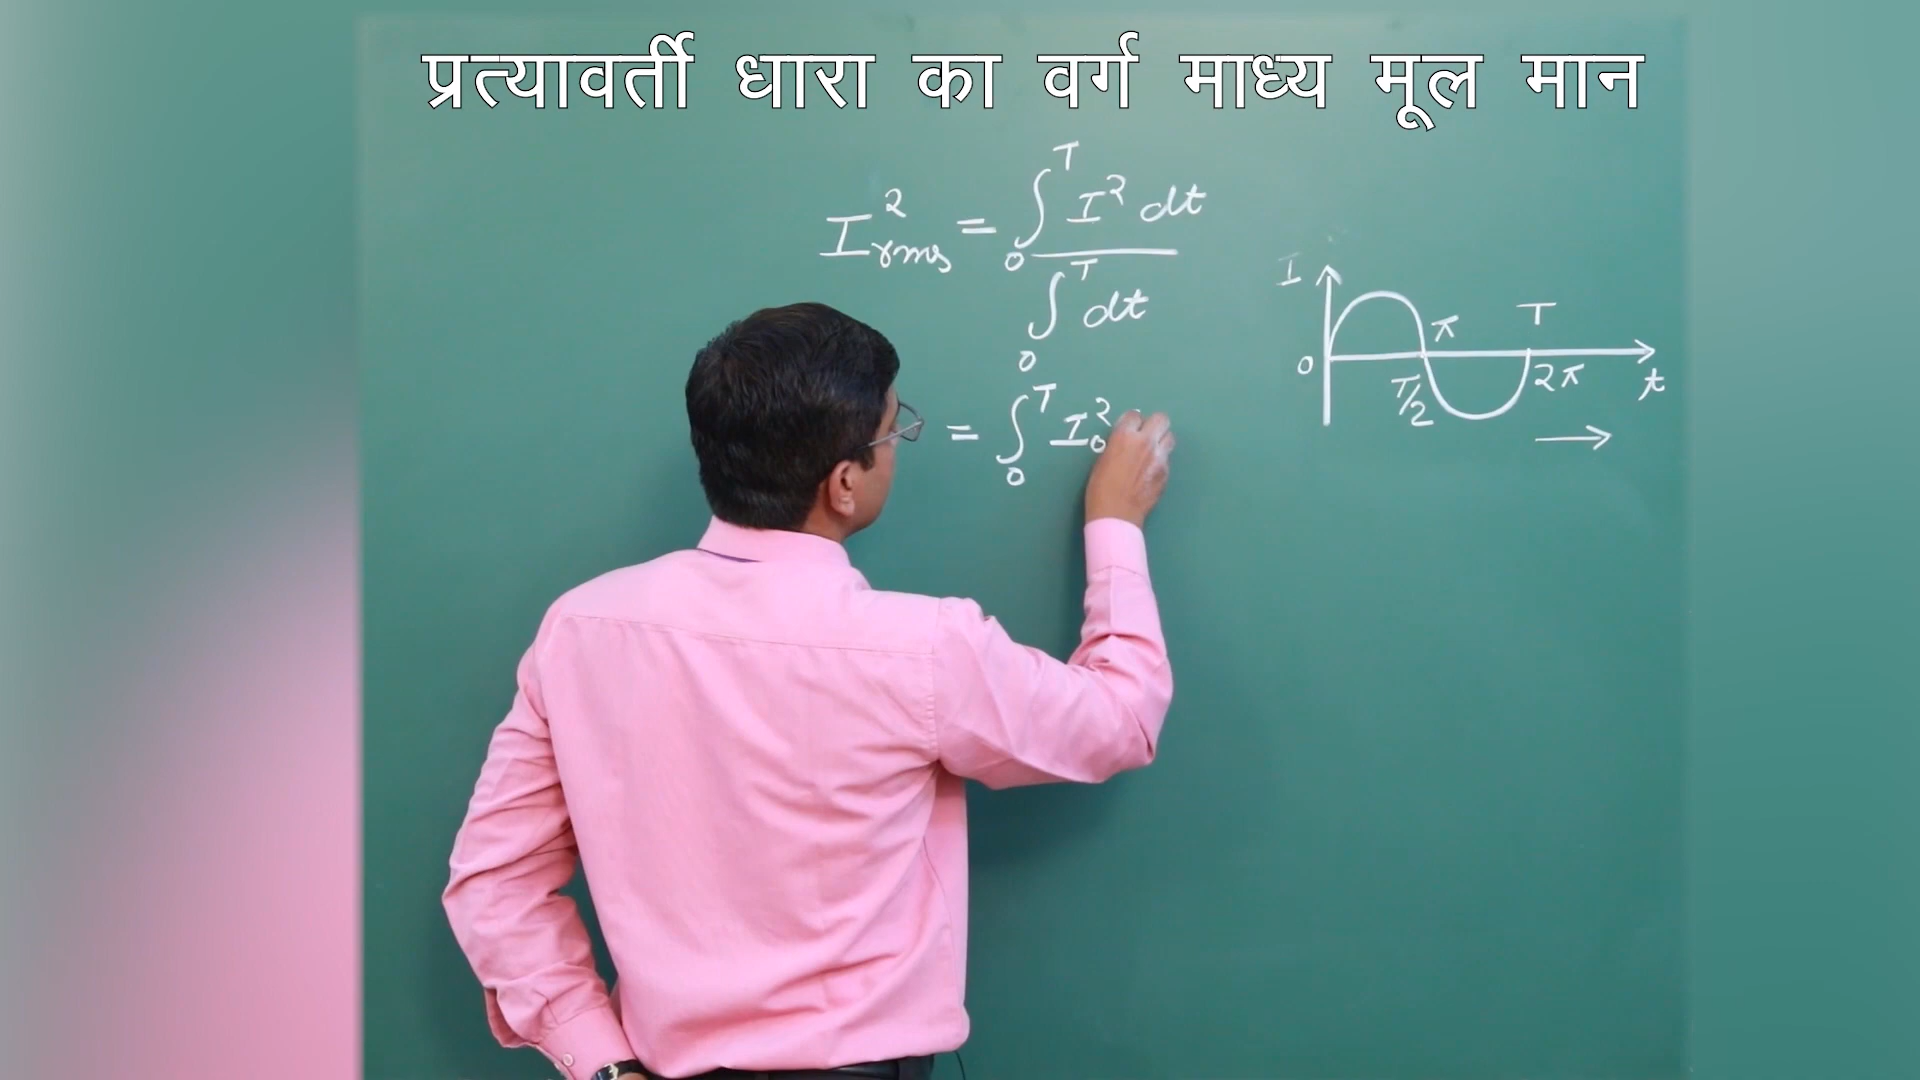 प्रत्यावर्ती धारा का वर्ग माध्य मूल मान
I²rms = ∫₀ᵀ I² dt / ∫₀ᵀ dt
= ∫₀ᵀ I₀²
I
0
π
T/2
T
2π
t